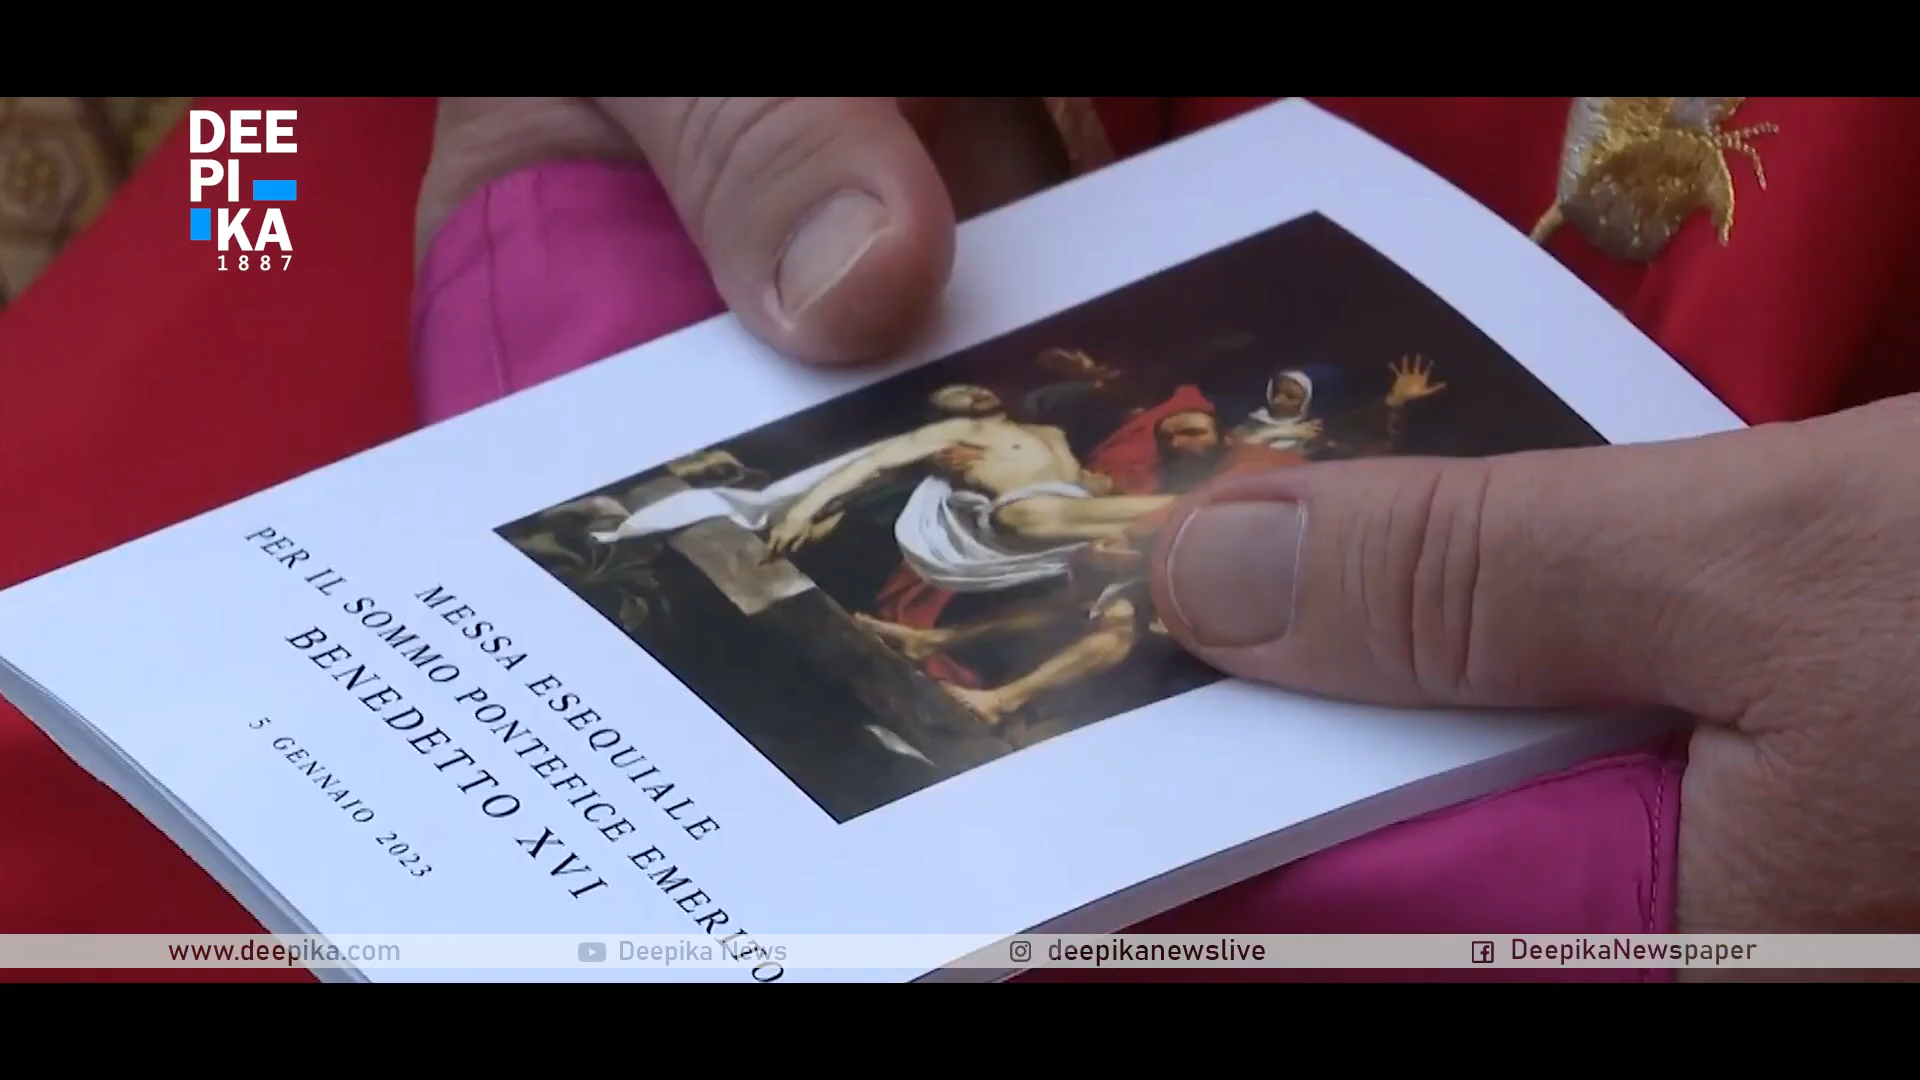 DEE
PI
KA
1887
MESSA ESEQUIALE
PER IL SOMMO PONTEFICE EMERITO
BENEDETTO XVI
5 GENNAIO 2023
www.deepika.com
Deepika News
deepikanewslive
DeepikaNewspaper